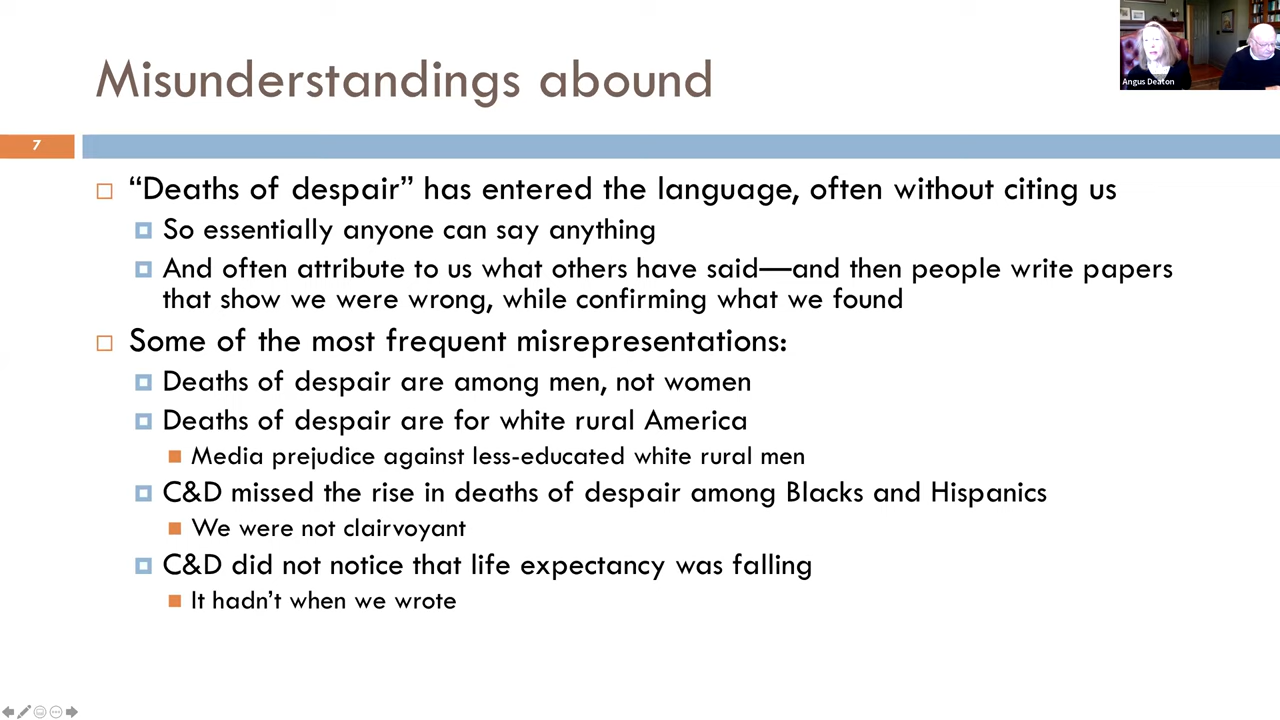 Misunderstandings abound
Angus Deaton
7
“Deaths of despair” has entered the language, often without citing us
So essentially anyone can say anything
And often attribute to us what others have said—and then people write papers
that show we were wrong, while confirming what we found
Some of the most frequent misrepresentations:
Deaths of despair are among men, not women
Deaths of despair are for white rural America
Media prejudice against less-educated white rural men
C&D missed the rise in deaths of despair among Blacks and Hispanics
We were not clairvoyant
C&D did not notice that life expectancy was falling
It hadn’t when we wrote